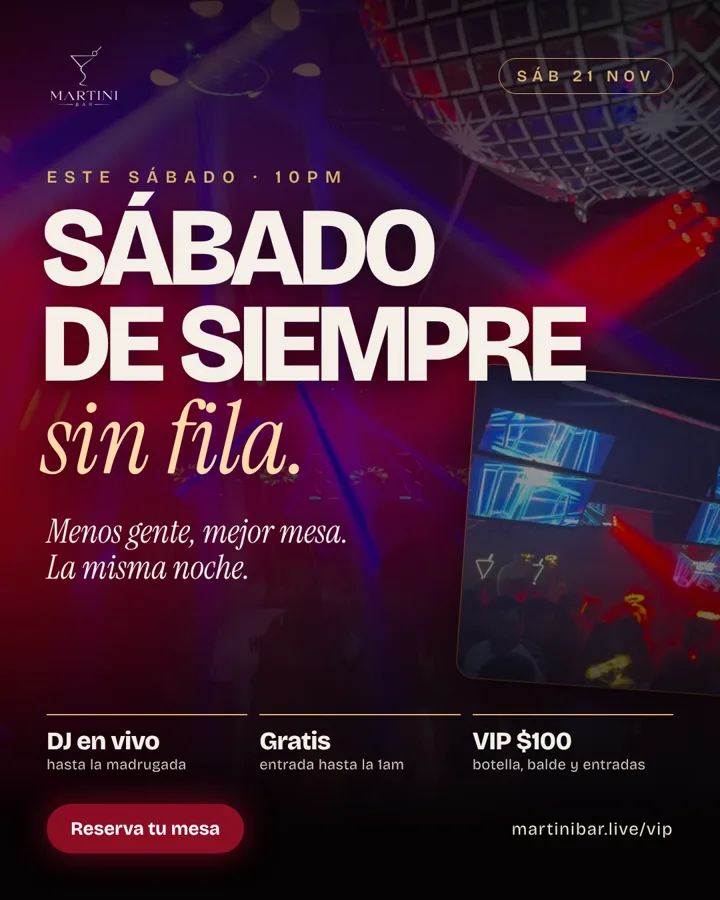 MARTINI
BAR
SÁB 21 NOV
ESTE SÁBADO · 10PM
SÁBADO
DE SIEMPRE
sin fila.
Menos gente, mejor mesa.
La misma noche.
DJ en vivo
hasta la madrugada
Gratis
entrada hasta la 1am
VIP $100
botella, balde y entradas
Reserva tu mesa
martinibar.live/vip